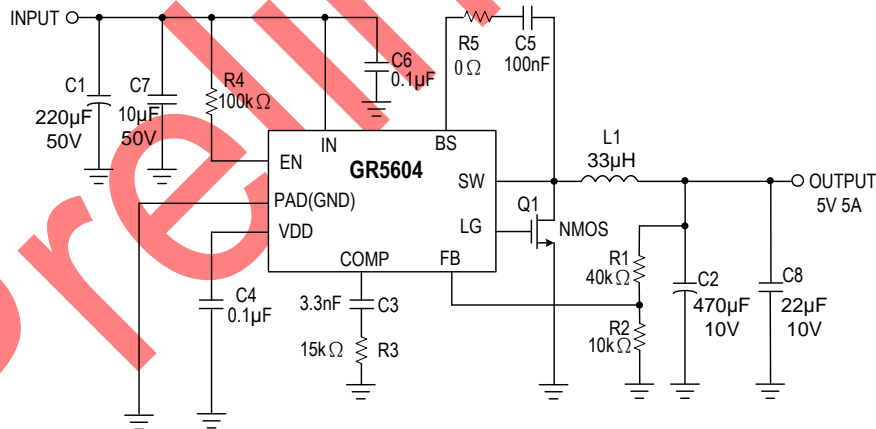 INPUT
C1
220µF
50V
C7
10µF
50V
R4
100kΩ
C6
0.1µF
R5
0Ω
C5
100nF
IN
BS
EN
GR5604
SW
PAD(GND)
VDD
LG
COMP
FB
Q1
NMOS
L1
33µH
OUTPUT
5V 5A
R1
40kΩ
R2
10kΩ
C2
470µF
10V
C8
22µF
10V
C4
0.1µF
3.3nF C3
15kΩ R3